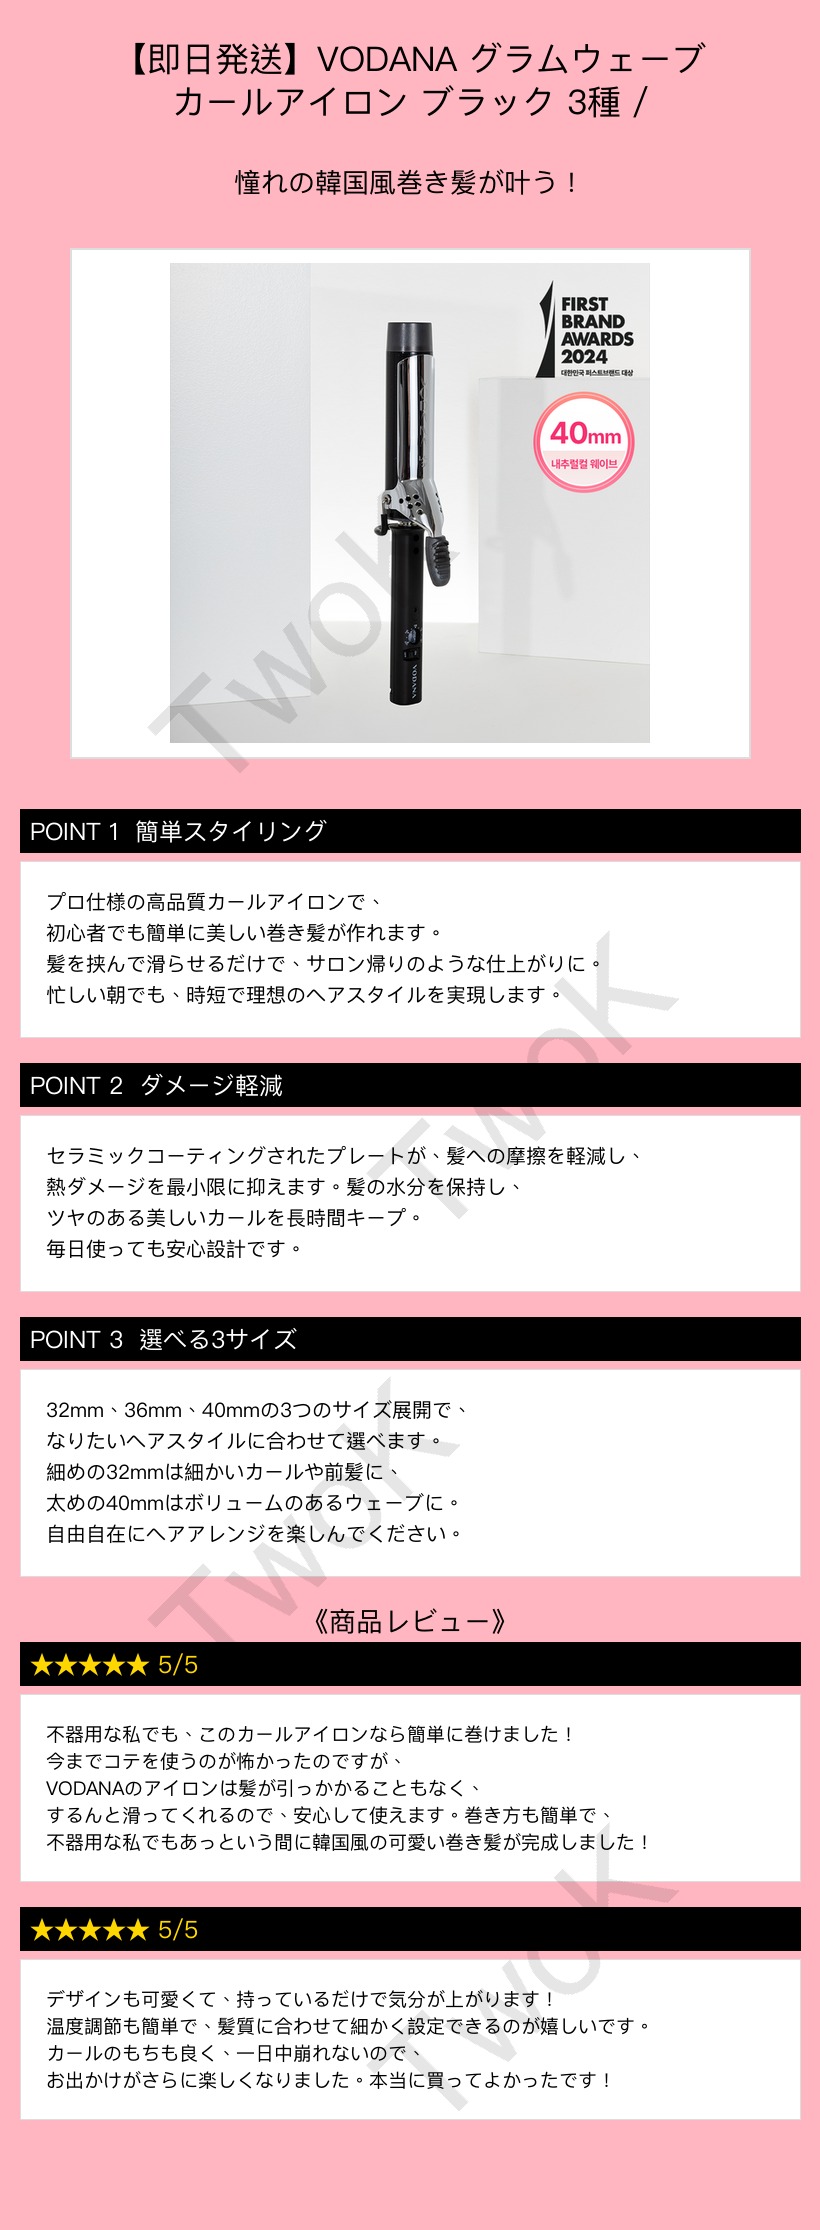 【即日発送】VODANA グラムウェーブ
カールアイロン ブラック 3種 /
憧れの韓国風巻き髪が叶う！
FIRST
BRAND
AWARDS
2024
대한민국 퍼스트브랜드 대상
40mm
내추럴컬 웨이브
VODANA
TwoK
POINT 1 簡単スタイリング
プロ仕様の高品質カールアイロンで、
初心者でも簡単に美しい巻き髪が作れます。
髪を挟んで滑らせるだけで、サロン帰りのような仕上がりに。
忙しい朝でも、時短で理想のヘアスタイルを実現します。
TwoK
POINT 2 ダメージ軽減
セラミックコーティングされたプレートが、髪への摩擦を軽減し、
熱ダメージを最小限に抑えます。髪の水分を保持し、
ツヤのある美しいカールを長時間キープ。
毎日使っても安心設計です。
POINT 3 選べる3サイズ
32mm、36mm、40mmの3つのサイズ展開で、
なりたいヘアスタイルに合わせて選べます。
細めの32mmは細かいカールや前髪に、
太めの40mmはボリュームのあるウェーブに。
自由自在にヘアアレンジを楽しんでください。
TwoK
《商品レビュー》
★★★★★ 5/5
不器用な私でも、このカールアイロンなら簡単に巻けました！
今までコテを使うのが怖かったのですが、
VODANAのアイロンは髪が引っかかることもなく、
するんと滑ってくれるので、安心して使えます。巻き方も簡単で、
不器用な私でもあっという間に韓国風の可愛い巻き髪が完成しました！
★★★★★ 5/5
デザインも可愛くて、持っているだけで気分が上がります！
温度調節も簡単で、髪質に合わせて細かく設定できるのが嬉しいです。
カールのもちも良く、一日中崩れないので、
お出かけがさらに楽しくなりました。本当に買ってよかったです！
TwoK